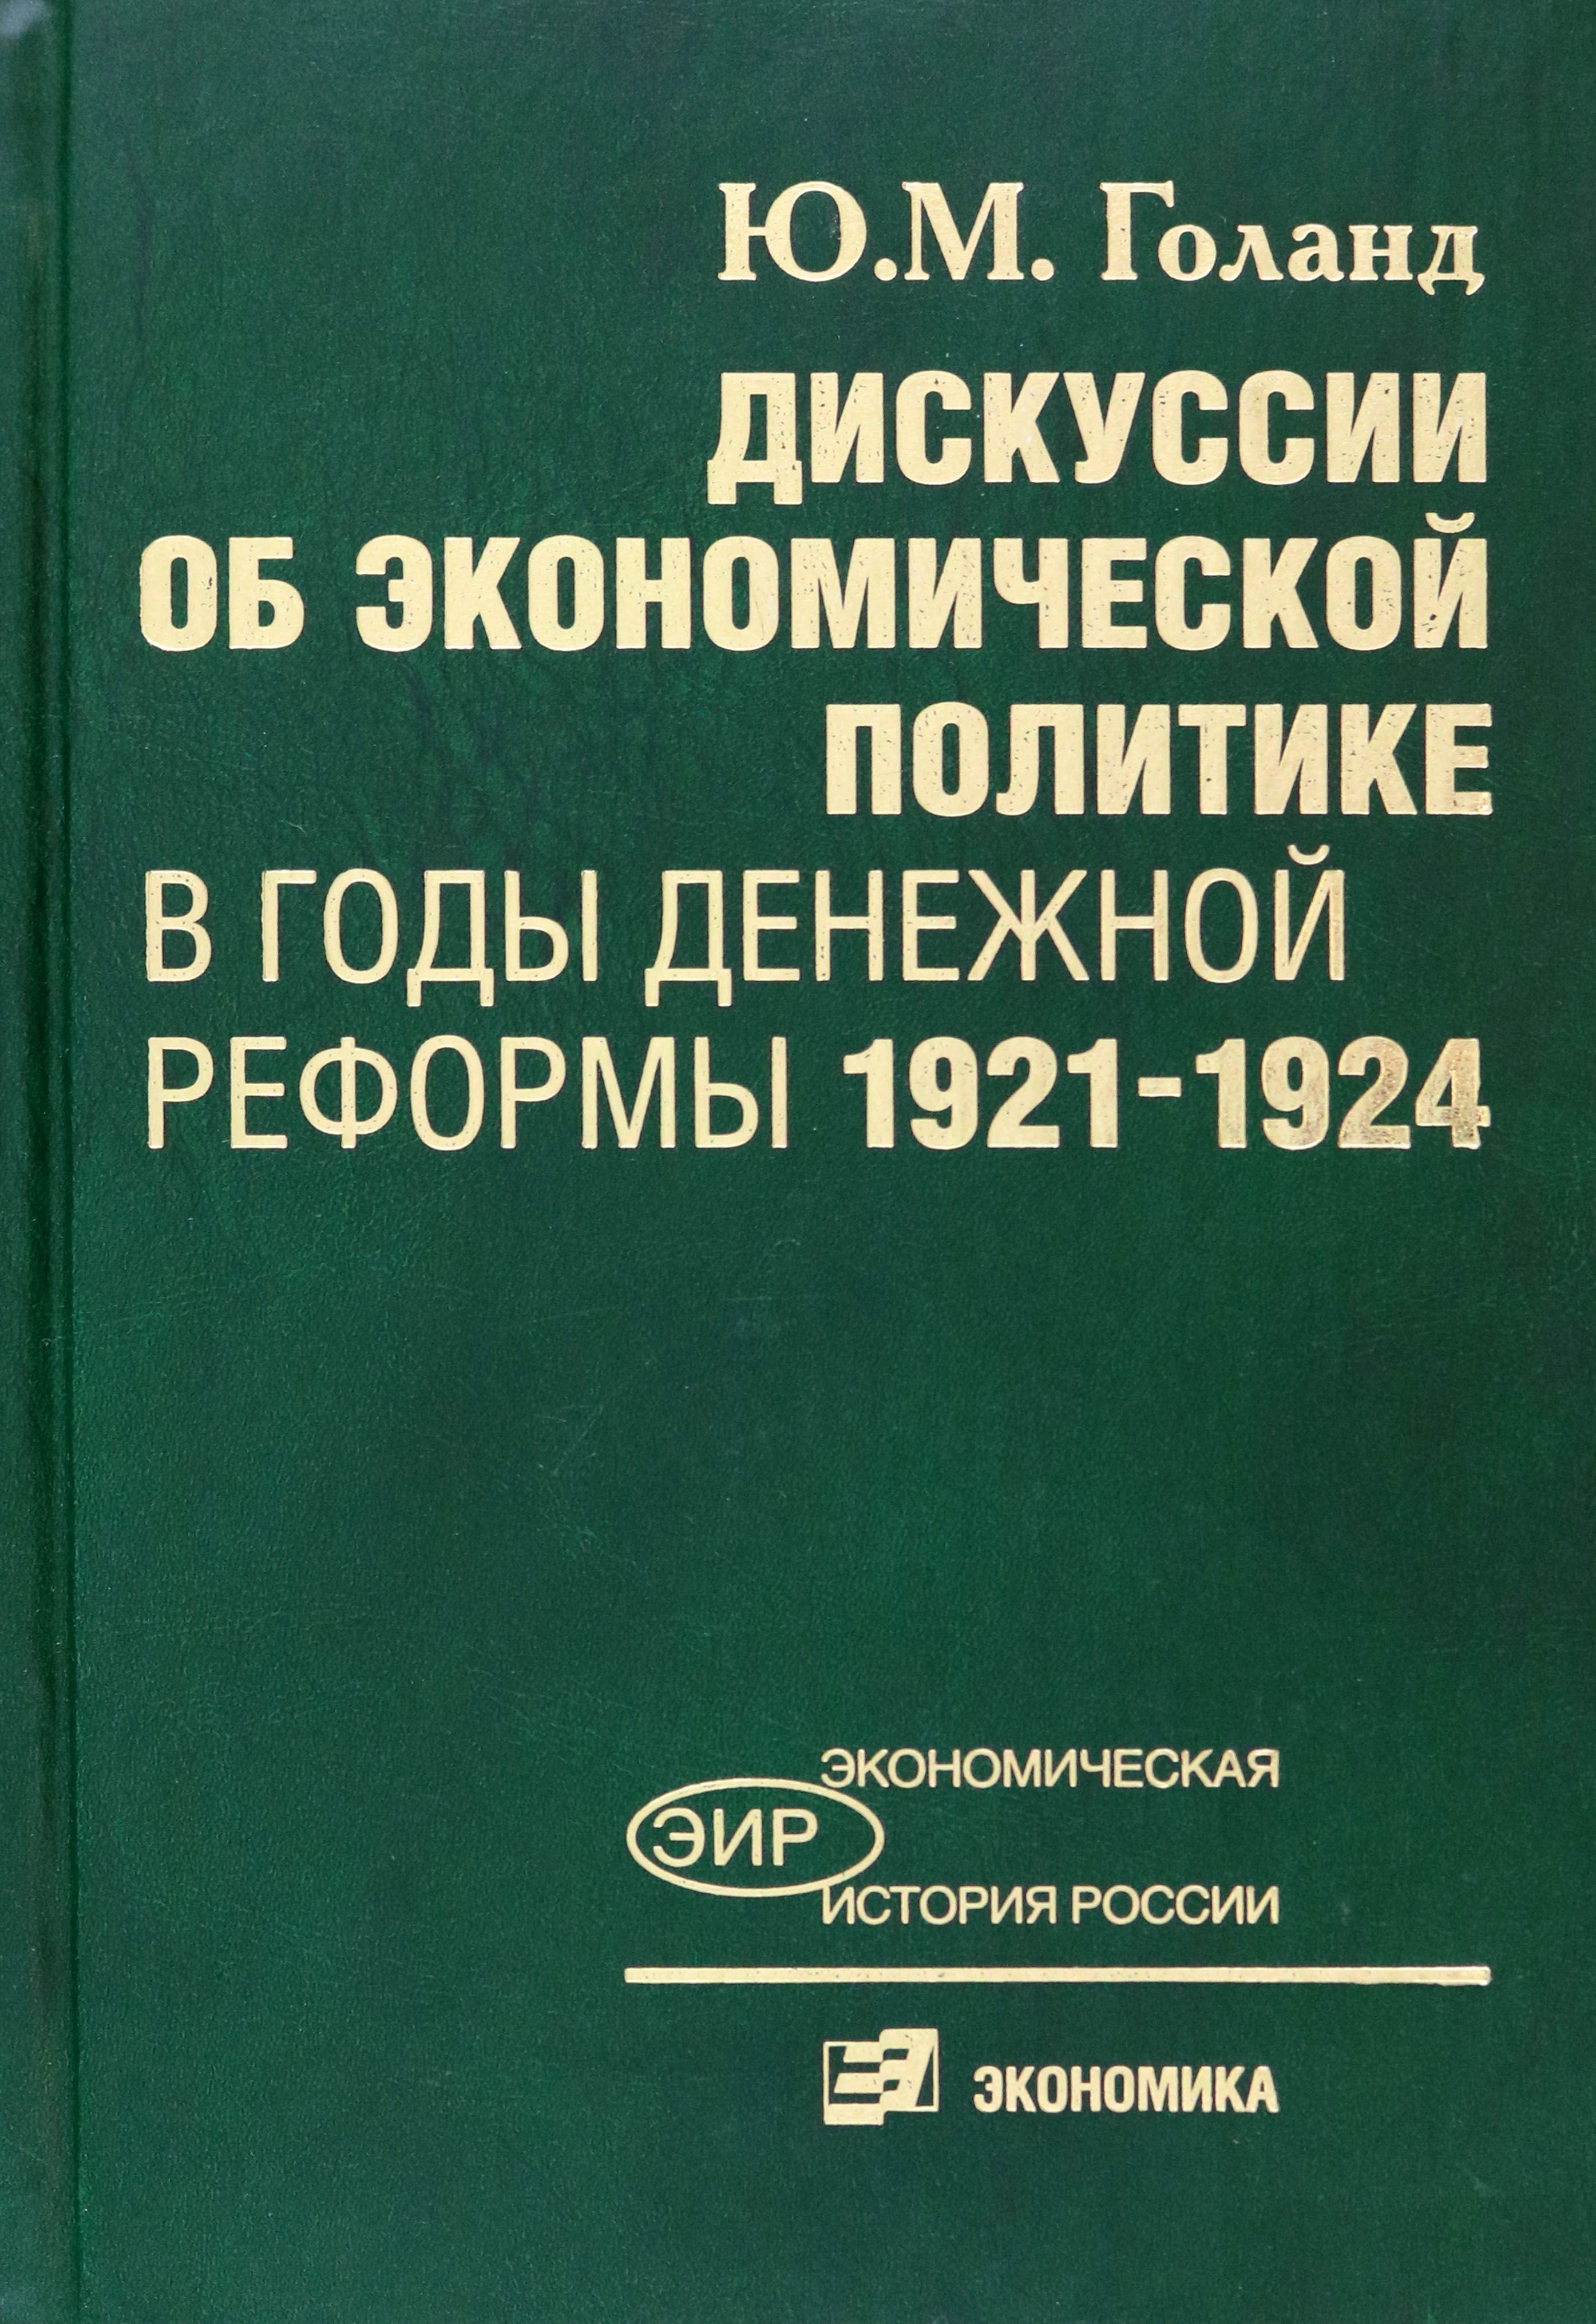 Ю.М. Голанд
ДИСКУССИИ
ОБ ЭКОНОМИЧЕСКОЙ
ПОЛИТИКЕ
В ГОДЫ ДЕНЕЖНОЙ
РЕФОРМЫ 1921-1924
ЭКОНОМИЧЕСКАЯ
ЭИР
ИСТОРИЯ РОССИИ
ЭКОНОМИКА